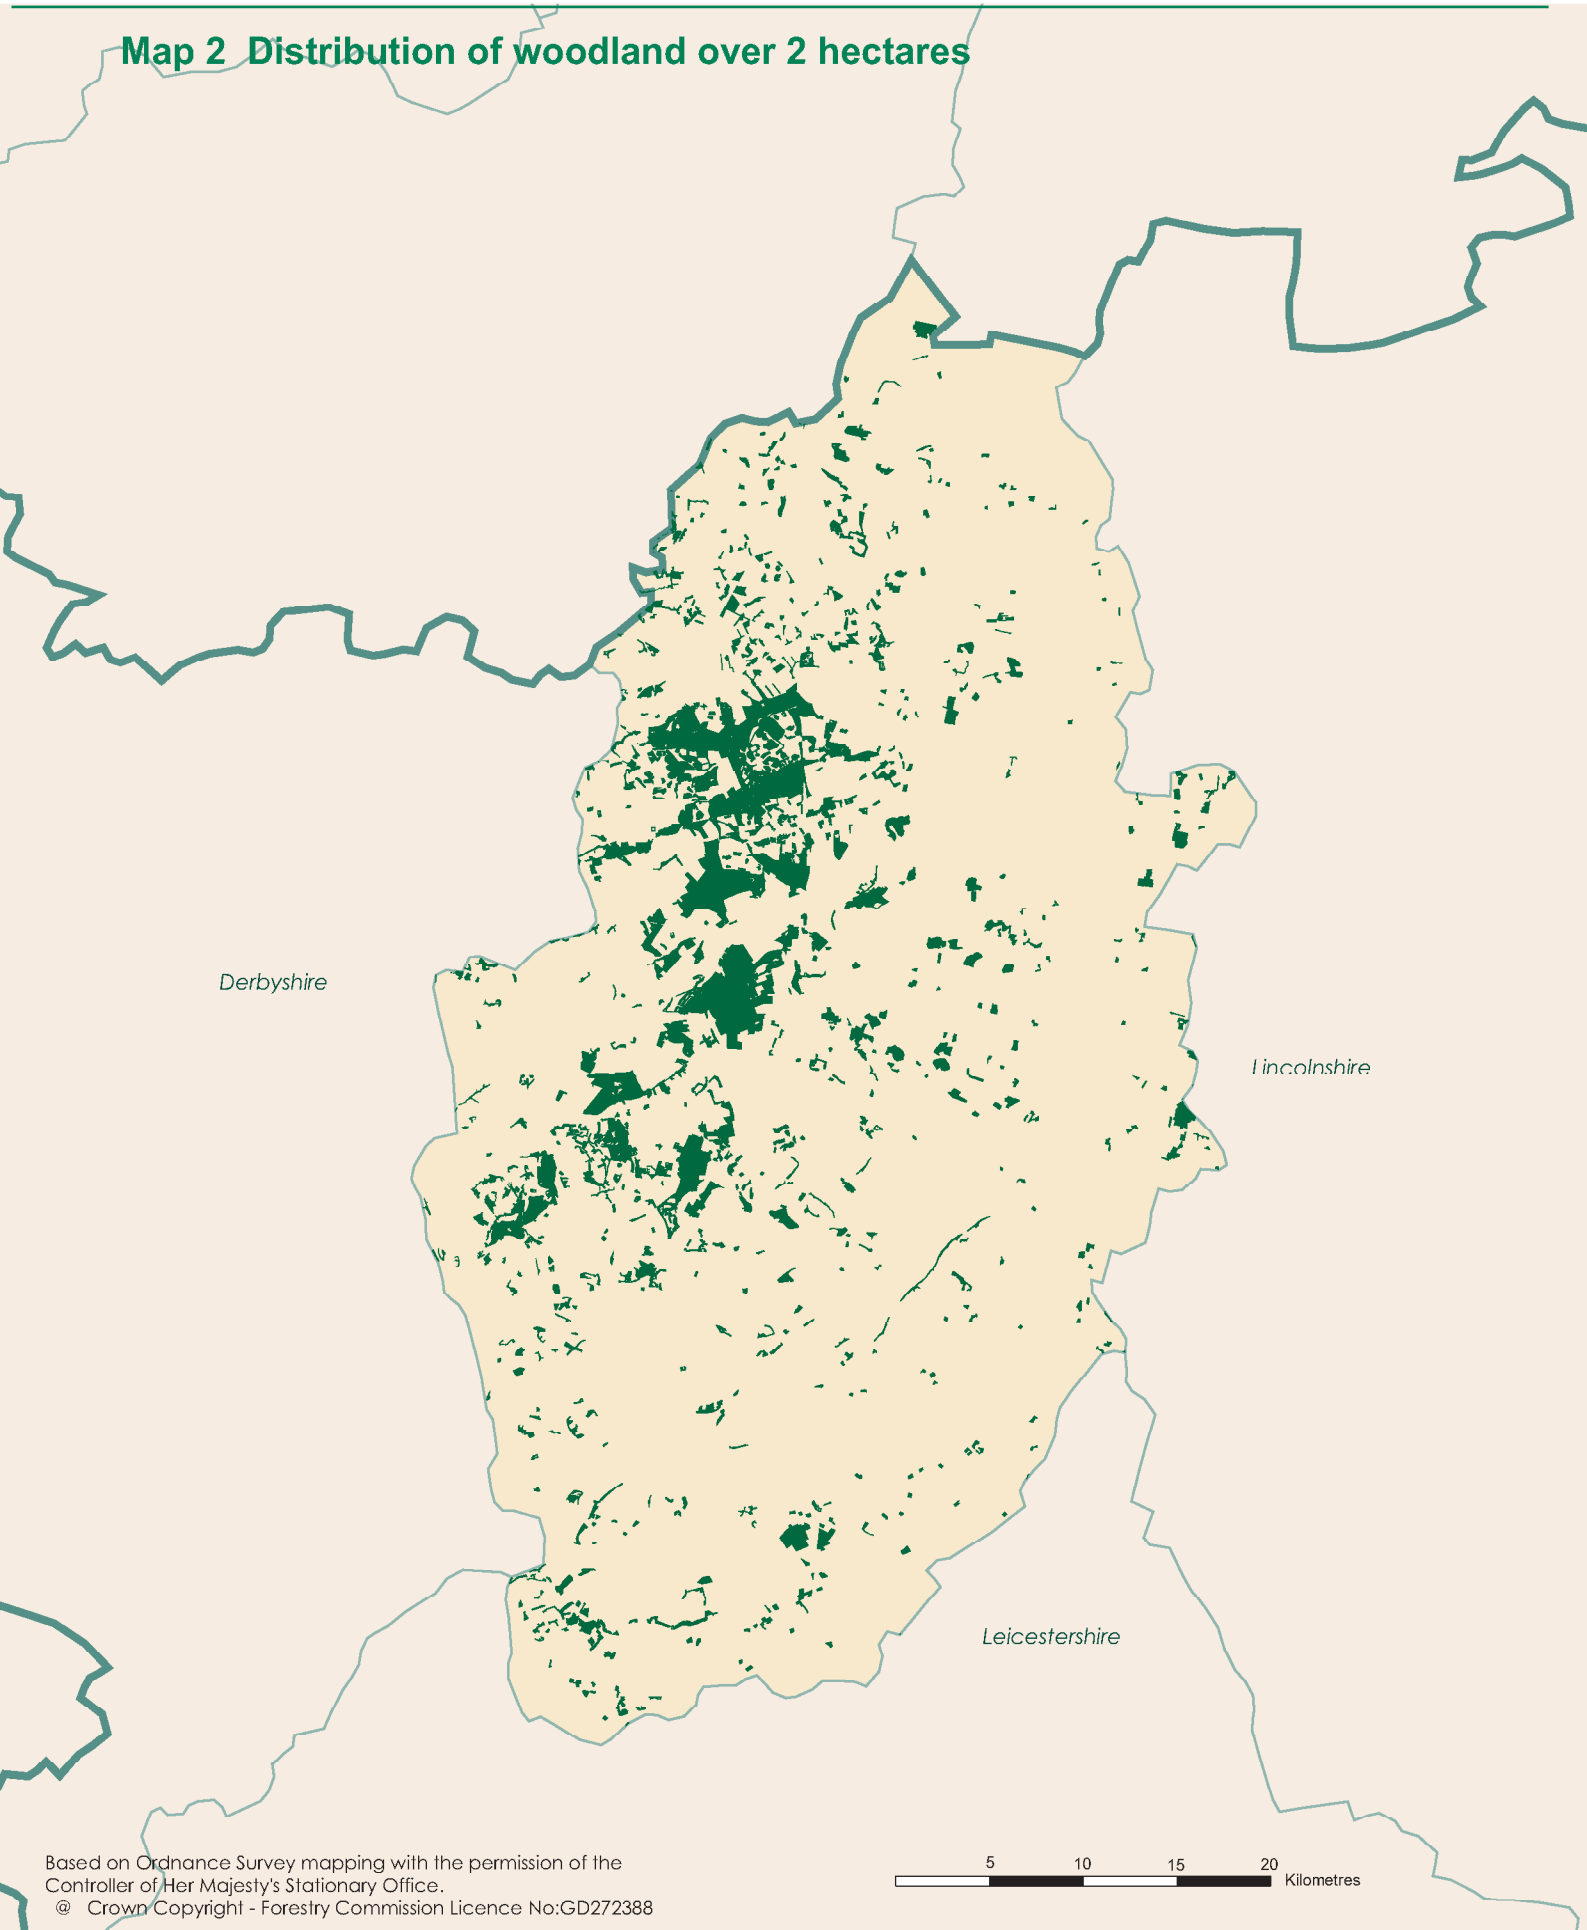 Map 2 Distribution of woodland over 2 hectares
Derbyshire
Lincolnshire
Leicestershire
Based on Ordnance Survey mapping with the permission of the
Controller of Her Majesty's Stationary Office.
@ Crown Copyright - Forestry Commission Licence No:GD272388
5 10 15 20
Kilometres